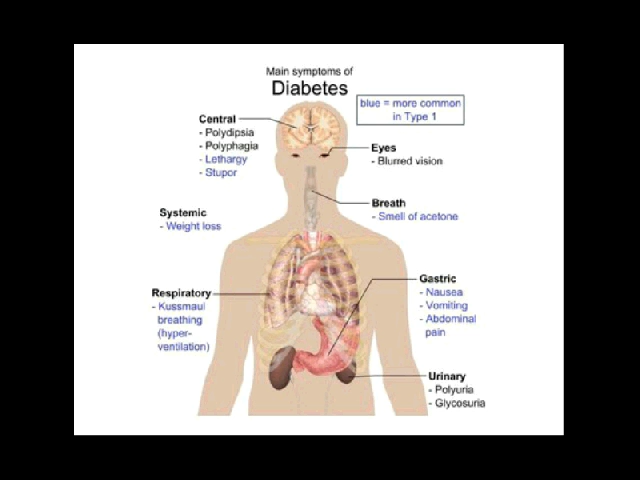 Main symptoms of
Diabetes
blue = more common
in Type 1
Central
- Polydipsia
- Polyphagia
- Lethargy
- Stupor
Eyes
- Blurred vision
Breath
- Smell of acetone
Systemic
- Weight loss
Respiratory
- Kussmaul
breathing
(hyper-
ventilation)
Gastric
- Nausea
- Vomiting
- Abdominal
pain
Urinary
- Polyuria
- Glycosuria